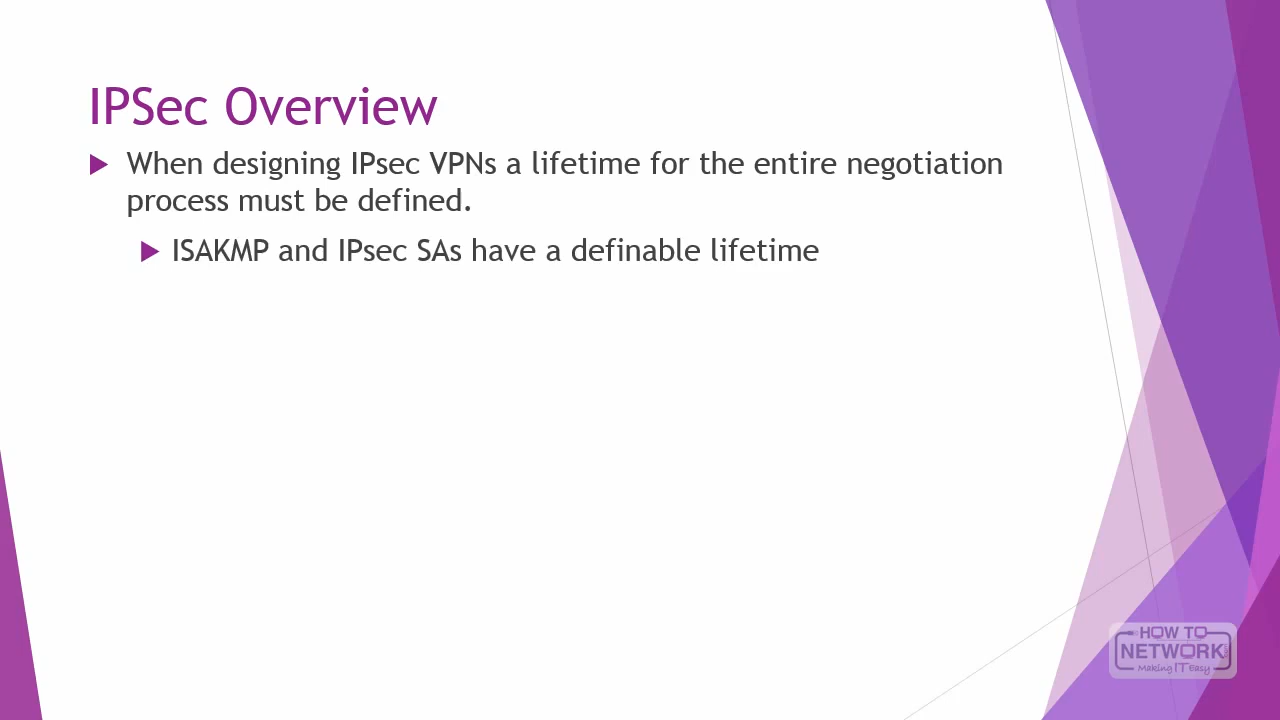 IPSec Overview
When designing IPsec VPNs a lifetime for the entire negotiation
process must be defined.
ISAKMP and IPsec SAs have a definable lifetime
HOW TO
NETWORK
Making IT Easy